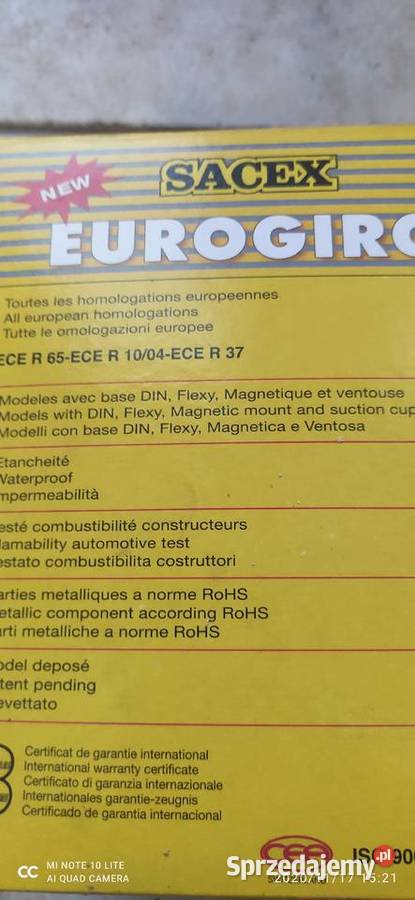 NEW
SACEX
EUROGIRO
Toutes les homologations europeennes
All european homologations
Tutte le omologazioni europee
ECE R 65-ECE R 10/04-ECE R 37
Modeles avec base DIN, Flexy, Magnetique et ventouse
Models with DIN, Flexy, Magnetic mount and suction cup
Modelli con base DIN, Flexy, Magnetica e Ventosa
Etancheité
Waterproof
mpermeabilità
esté combustibilité constructeurs
lamability automotive test
estato combustibilita costruttori
arties metalliques a norme RoHS
etallic component according RoHS
arti metalliche a norme RoHS
odel deposé
tent pending
evettato
Certificat de garantie international
International warranty certificate
Certificato di garanzia internazionale
Internationales garantie-zeugnis
Certificado de garantia internacional
MI NOTE 10 LITE
AI QUAD CAMERA
Sprzedajemy.pl
2020/11/17 15:21